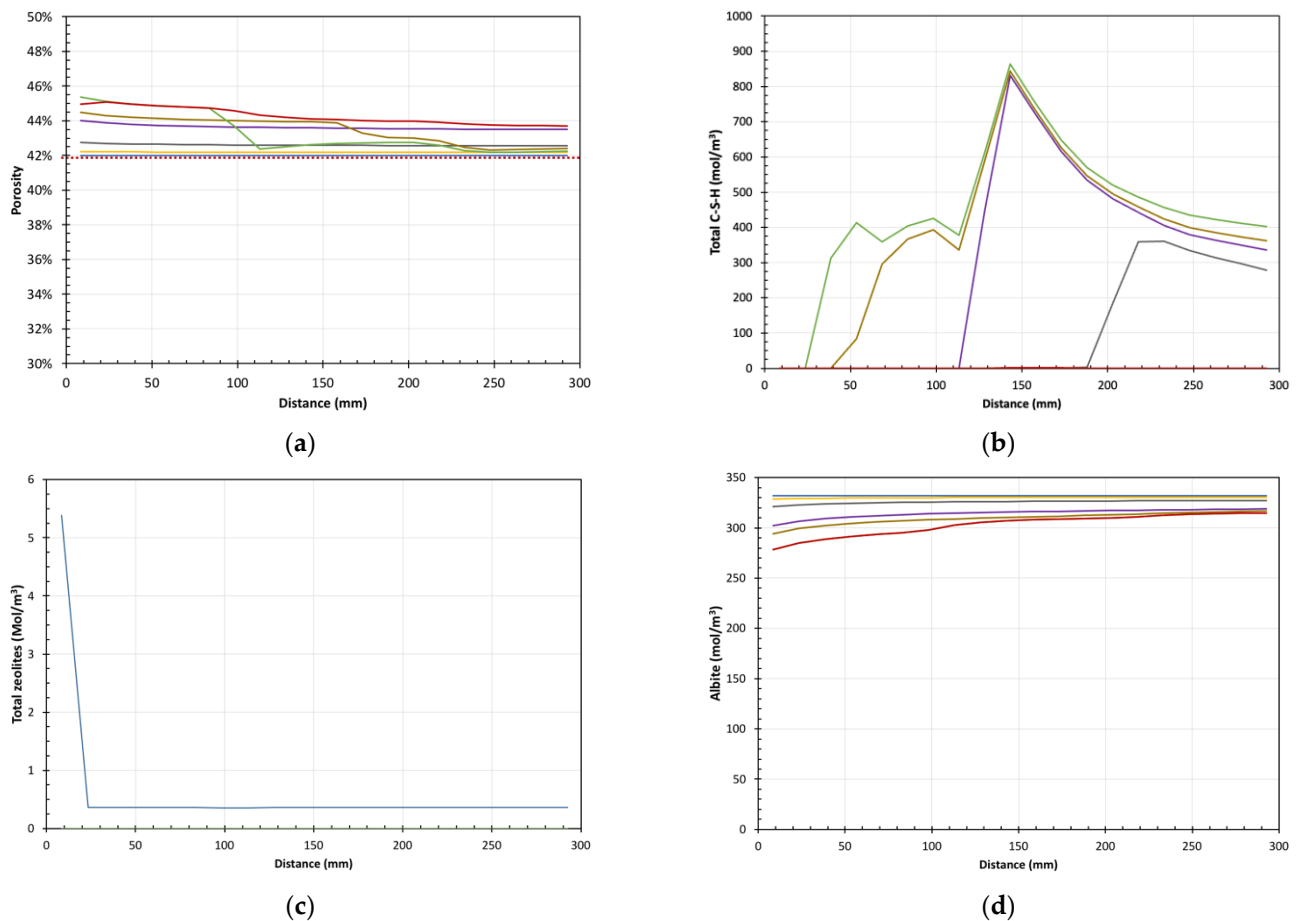 50%
48%
46%
44%
42%
40%
38%
36%
34%
32%
30%
Porosity
0 50 100 150 200 250 300
Distance (mm)
(a)
1000
900
800
700
600
500
400
300
200
100
0
Total C-S-H (mol/m³)
0 50 100 150 200 250 300
Distance (mm)
(b)
6
5
4
3
2
1
0
Total zeolites (Mol/m³)
0 50 100 150 200 250 300
Distance (mm)
(c)
350
300
250
200
150
100
50
0
Albite (mol/m³)
0 50 100 150 200 250 300
Distance (mm)
(d)